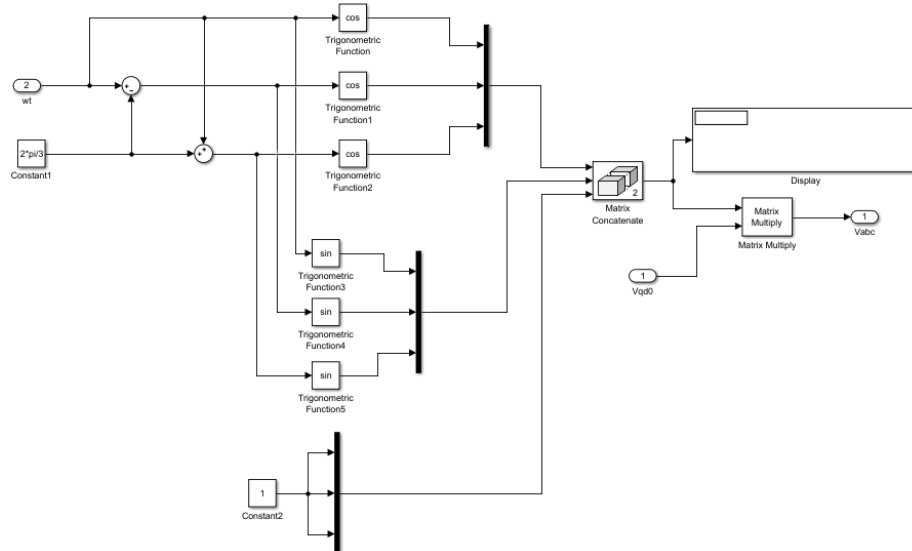 cos
Trigonometric
Function
2
wt
+
-
cos
Trigonometric
Function1
2*pi/3
Constant1
+
+
cos
Trigonometric
Function2
2
Matrix
Concatenate
Display
Matrix
Multiply
Matrix Multiply
1
Vabc
1
Vqd0
sin
Trigonometric
Function3
sin
Trigonometric
Function4
sin
Trigonometric
Function5
1
Constant2